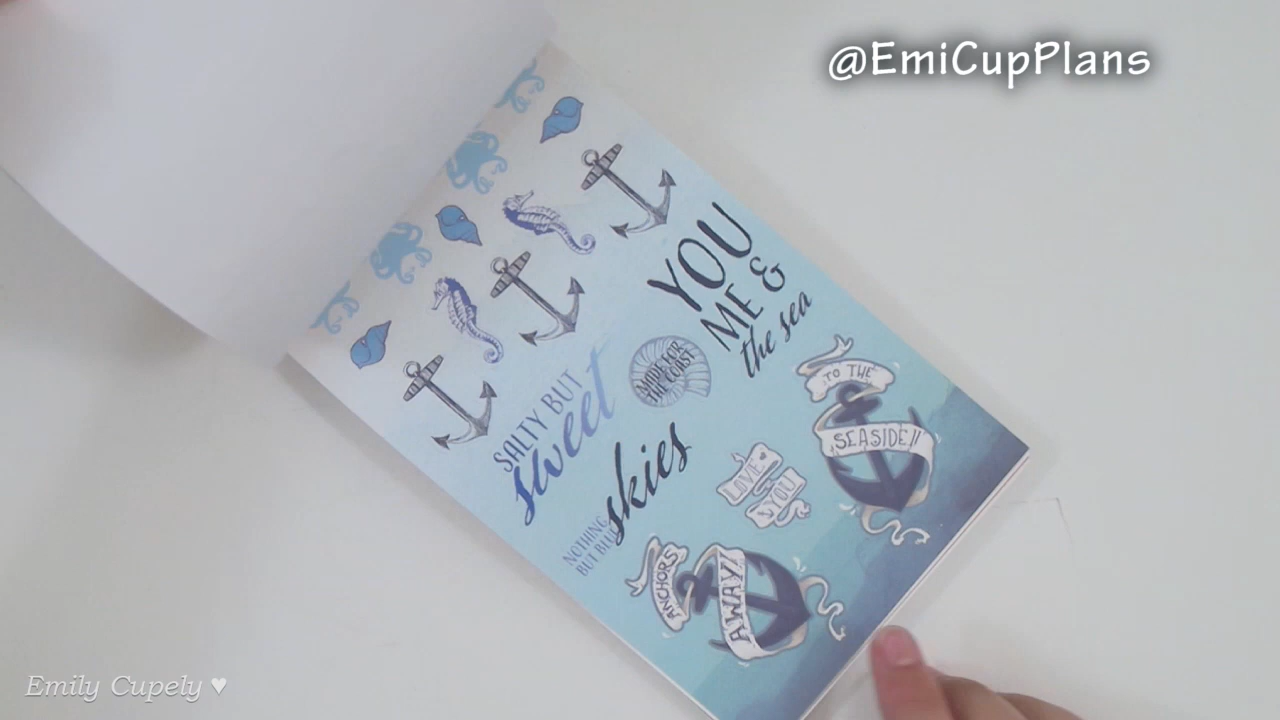 @EmiCupPlans
YOU
ME &
the sea
MADE FOR
THE COAST
SALTY BUT
sweet
TO THE
SEASIDE!!
NOTHING
BUT BLUE
skies
LOVIE
YOU
ANCHORS
AWAY!
Emily Cupely ♥